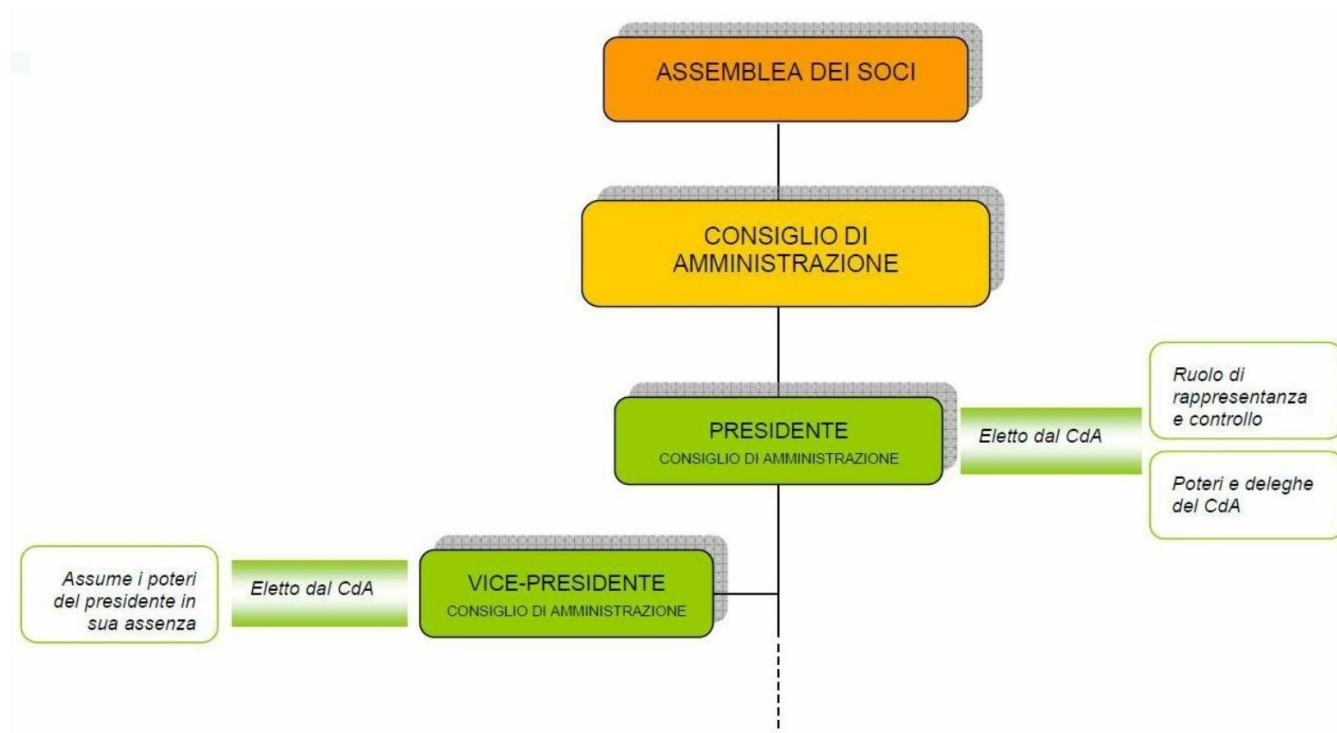 ASSEMBLEA DEI SOCI
CONSIGLIO DI
AMMINISTRAZIONE
PRESIDENTE
CONSIGLIO DI AMMINISTRAZIONE
Eletto dal CdA
Ruolo di
rappresentanza
e controllo
Poteri e deleghe
del CdA
Assume i poteri
del presidente in
sua assenza
Eletto dal CdA
VICE-PRESIDENTE
CONSIGLIO DI AMMINISTRAZIONE